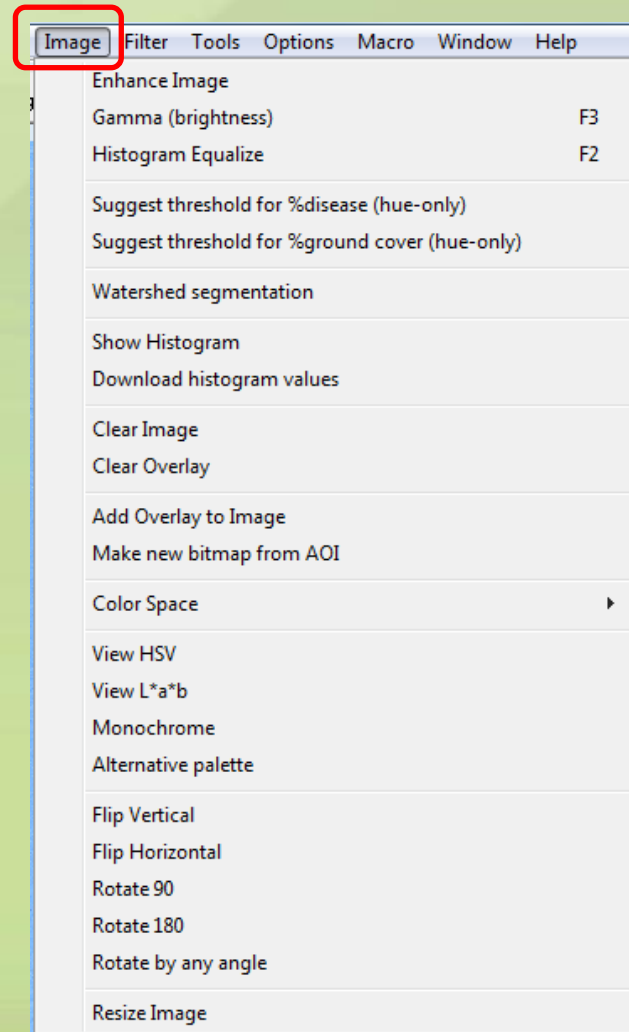 Image Filter Tools Options Macro Window Help
Enhance Image
Gamma (brightness) F3
Histogram Equalize F2
Suggest threshold for %disease (hue-only)
Suggest threshold for %ground cover (hue-only)
Watershed segmentation
Show Histogram
Download histogram values
Clear Image
Clear Overlay
Add Overlay to Image
Make new bitmap from AOI
Color Space
View HSV
View L*a*b
Monochrome
Alternative palette
Flip Vertical
Flip Horizontal
Rotate 90
Rotate 180
Rotate by any angle
Resize Image